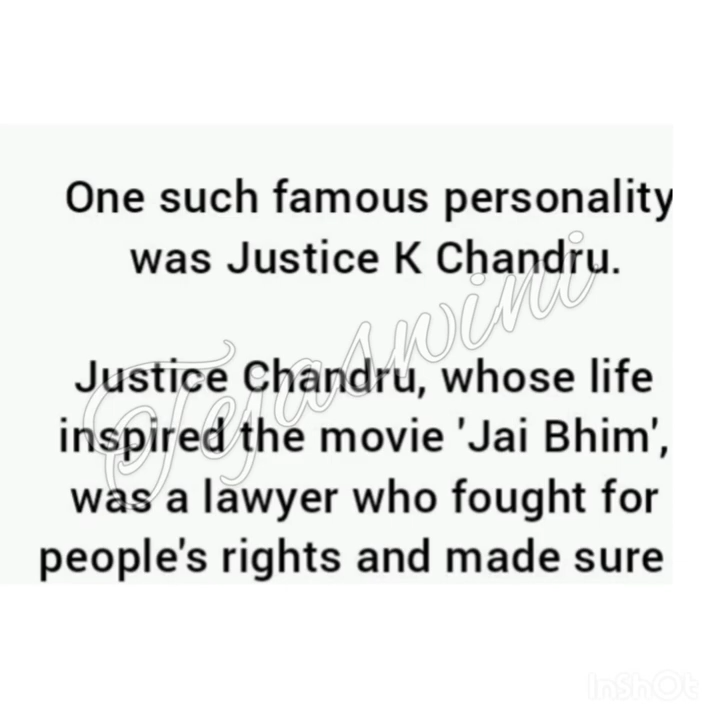 One such famous personality
was Justice K Chandru.
Justice Chandru, whose life
inspired the movie 'Jai Bhim',
was a lawyer who fought for
people's rights and made sure
Tejaswini
InShOt